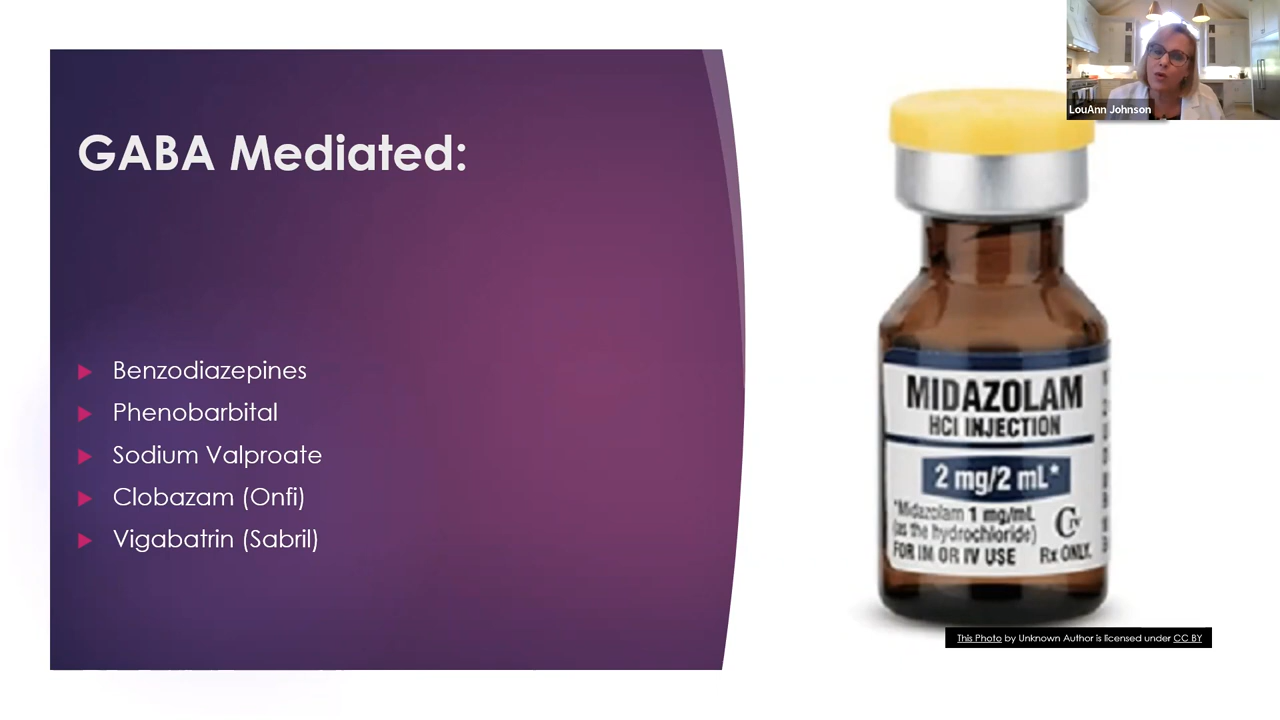 GABA Mediated:
Benzodiazepines
Phenobarbital
Sodium Valproate
Clobazam (Onfi)
Vigabatrin (Sabril)
LouAnn Johnson
MIDAZOLAM
HCl INJECTION
2 mg/2 mL*
*Midazolam 1 mg/mL
(as the hydrochloride)
FOR IM OR IV USE
CIV
Rx ONLY.
This Photo by Unknown Author is licensed under CC BY